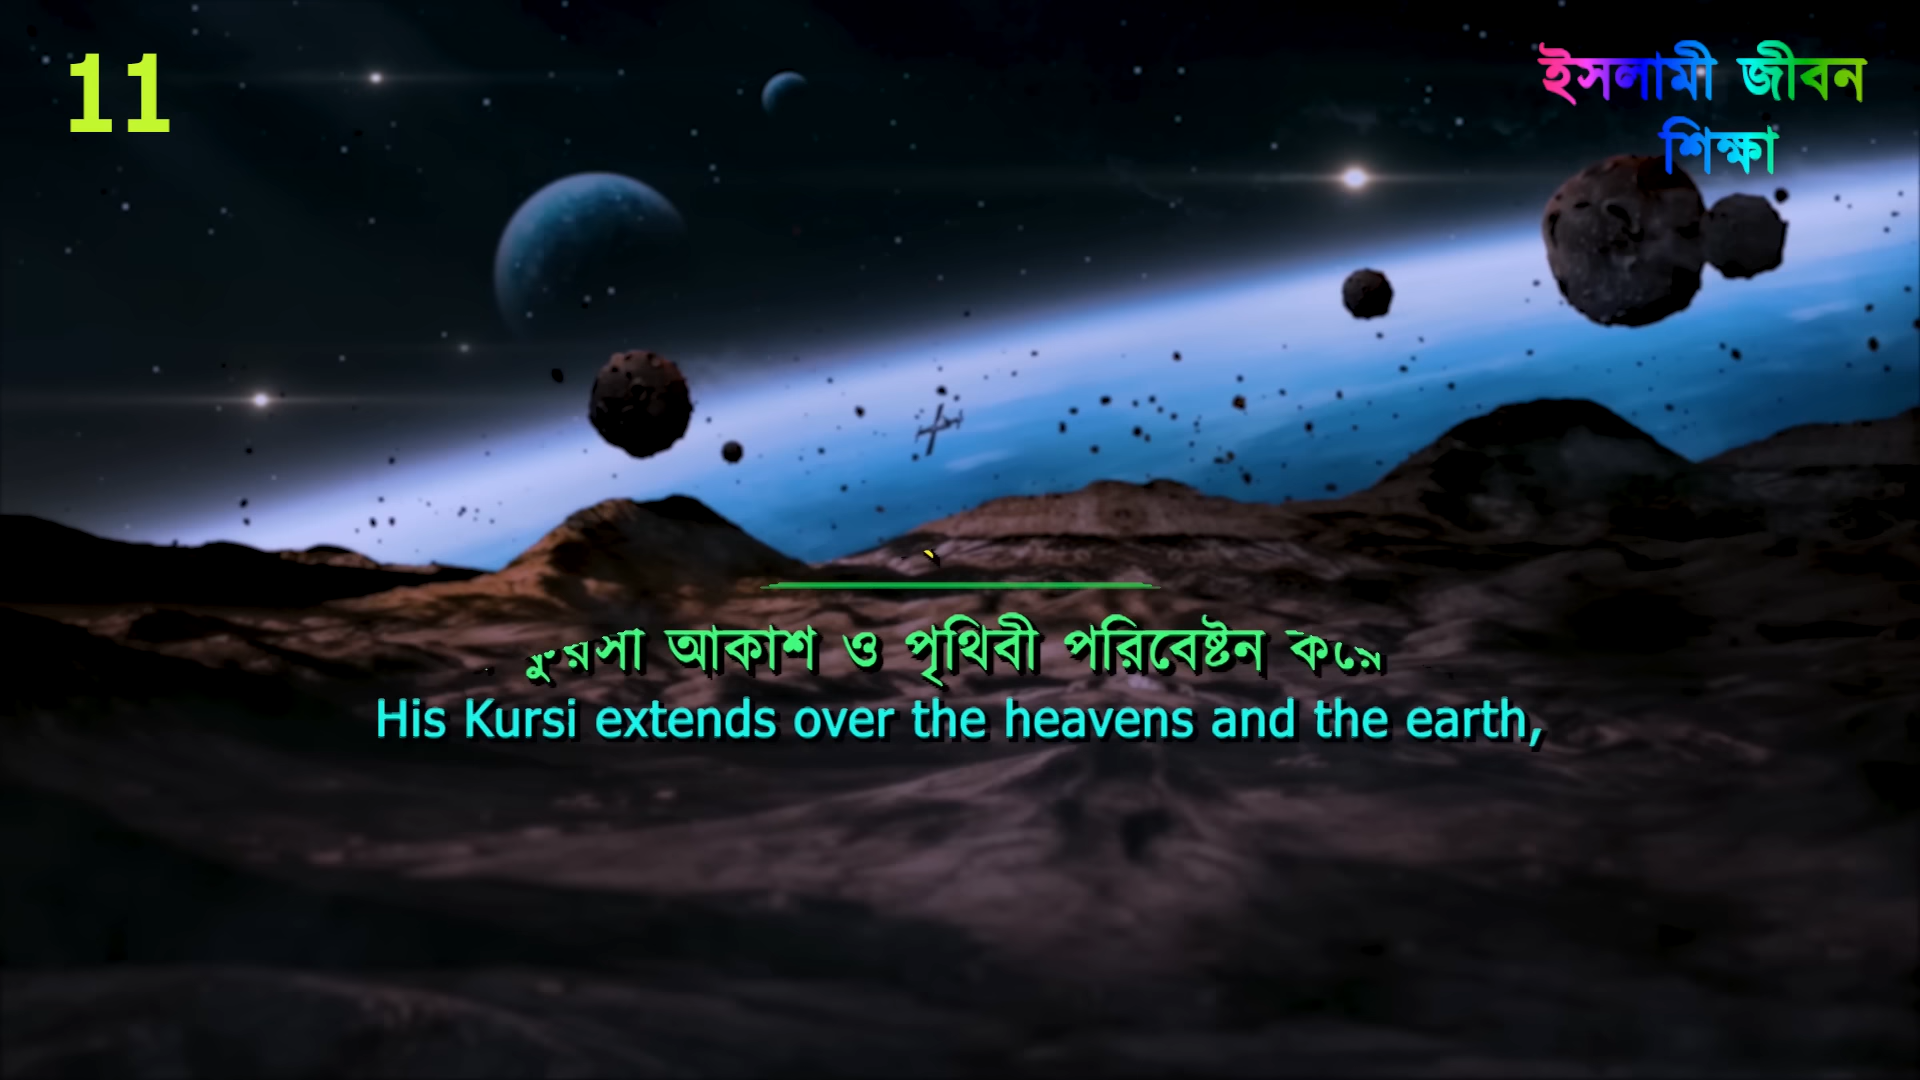 11
ইসলামী জীবন
শিক্ষা
আকাশ ও পৃথিবী পরিবেষ্টন
His Kursi extends over the heavens and the earth,